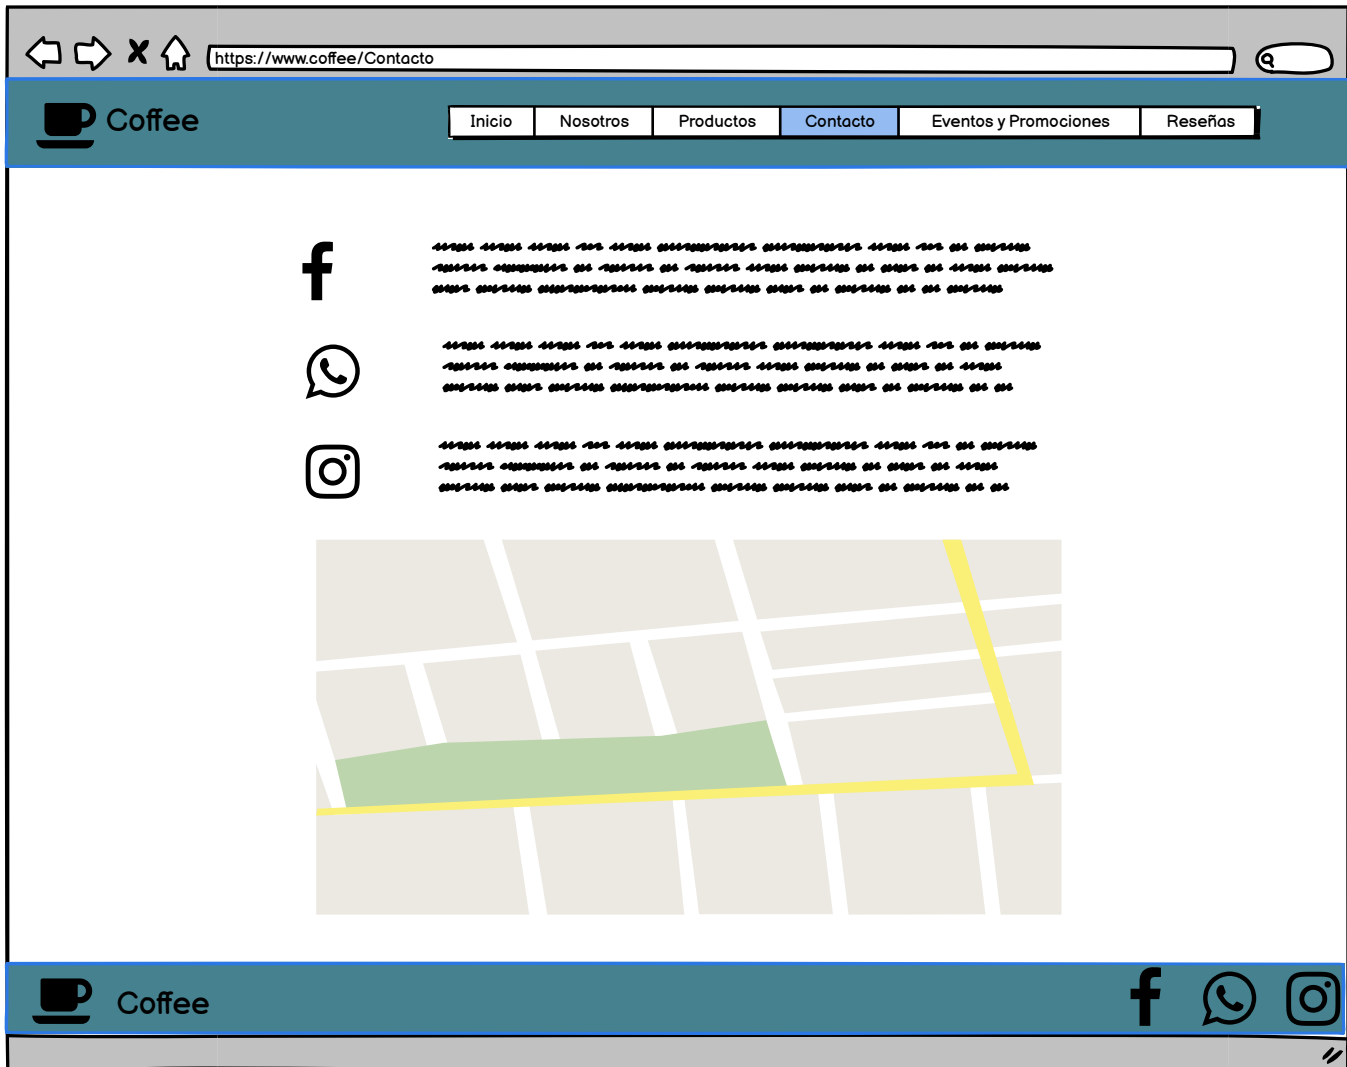 https://www.coffee/Contacto
Coffee
Inicio
Nosotros
Productos
Contacto
Eventos y Promociones
Reseñas
Coffee